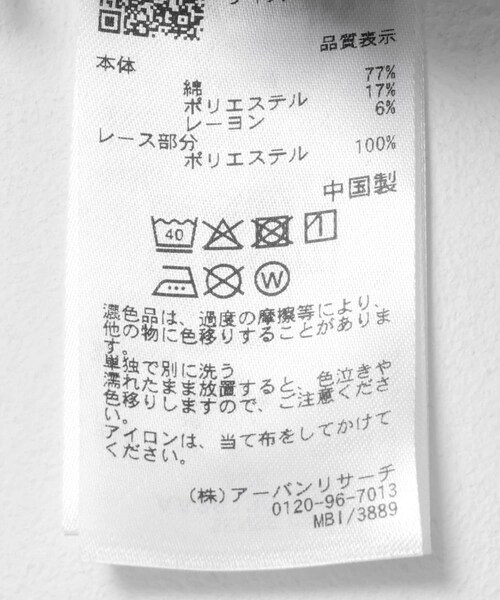 品質表示
本体
綿 77%
ポリエステル 17%
レーヨン 6%
レース部分
ポリエステル 100%
中国製
40
W
濃色品は、過度の摩擦等により、
他の物に色移りすることがありま
す。
単独で別に洗う
濡れたまま放置すると、色泣きや
色移りしますので、ご注意くださ
い。
アイロンは、当て布をしてかけて
ください。
(株)アーバンリサーチ
0120-96-7013
MBI/3889